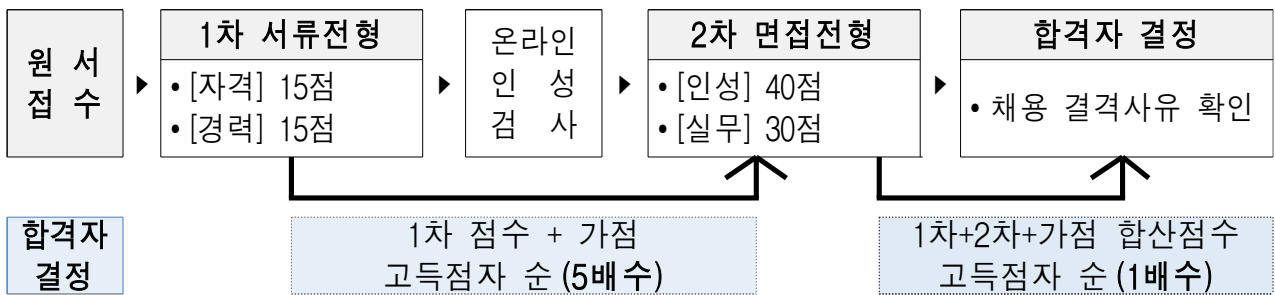 원 서
접 수
▶
1차 서류전형
• [자격] 15점
• [경력] 15점
▶
온라인
인 성
검 사
▶
2차 면접전형
• [인성] 40점
• [실무] 30점
▶
합격자 결정
• 채용 결격사유 확인
합격자
결정
1차 점수 + 가점
고득점자 순 (5배수)
1차+2차+가점 합산점수
고득점자 순 (1배수)